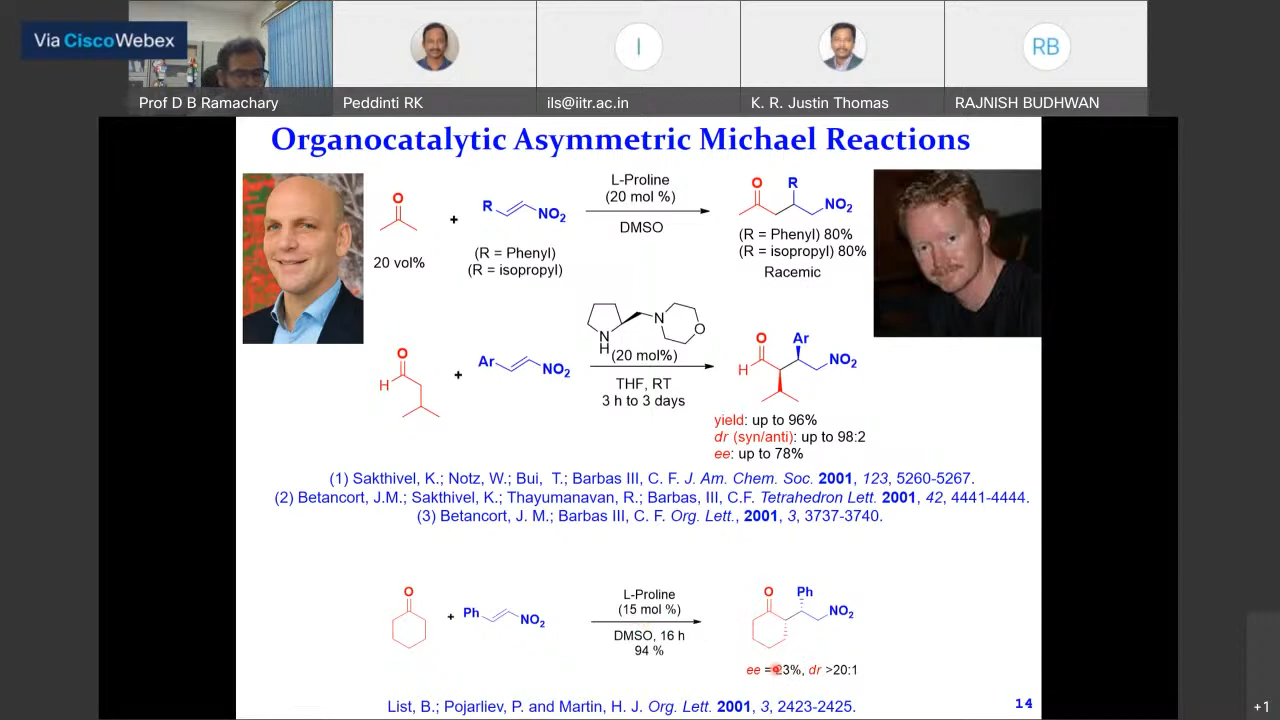 Via CiscoWebex
I
RB
Prof D B Ramachary
Peddinti RK
ils@iitr.ac.in
K. R. Justin Thomas
RAJNISH BUDHWAN
Organocatalytic Asymmetric Michael Reactions
O
20 vol%
+
R
NO2
(R = Phenyl)
(R = isopropyl)
L-Proline
(20 mol %)
DMSO
O R
NO2
(R = Phenyl) 80%
(R = isopropyl) 80%
Racemic
O
H
+
Ar
NO2
N
H
N
O
(20 mol%)
THF, RT
3 h to 3 days
O Ar
H
NO2
yield: up to 96%
dr (syn/anti): up to 98:2
ee: up to 78%
(1) Sakthivel, K.; Notz, W.; Bui, T.; Barbas III, C. F. J. Am. Chem. Soc. 2001, 123, 5260-5267.
(2) Betancort, J.M.; Sakthivel, K.; Thayumanavan, R.; Barbas, III, C.F. Tetrahedron Lett. 2001, 42, 4441-4444.
(3) Betancort, J. M.; Barbas III, C. F. Org. Lett., 2001, 3, 3737-3740.
O
+
Ph
NO2
L-Proline
(15 mol %)
DMSO, 16 h
94 %
O Ph
NO2
ee = 23%, dr >20:1
List, B.; Pojarliev, P. and Martin, H. J. Org. Lett. 2001, 3, 2423-2425.
14
+1